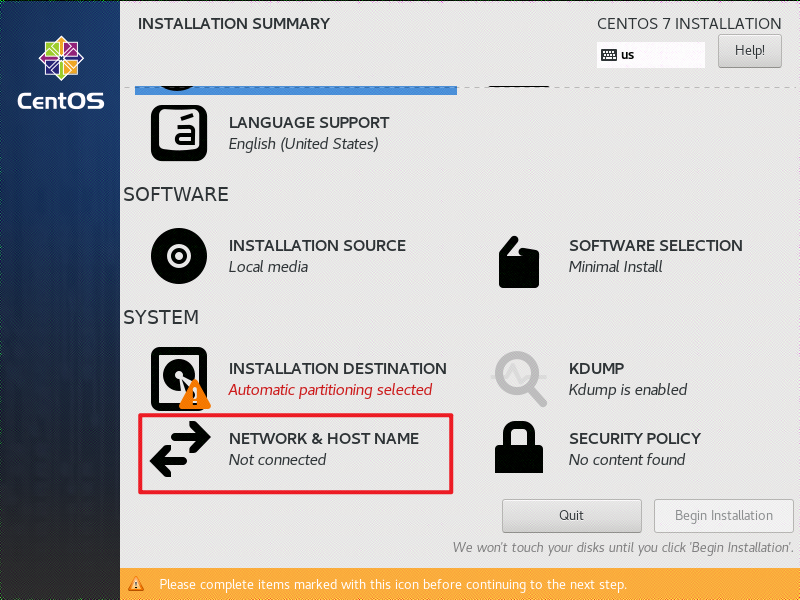 INSTALLATION SUMMARY
CENTOS 7 INSTALLATION
us
Help!
CentOS
LANGUAGE SUPPORT
English (United States)
SOFTWARE
INSTALLATION SOURCE
Local media
SOFTWARE SELECTION
Minimal Install
SYSTEM
INSTALLATION DESTINATION
Automatic partitioning selected
KDUMP
Kdump is enabled
NETWORK & HOST NAME
Not connected
SECURITY POLICY
No content found
Quit
Begin Installation
We won't touch your disks until you click 'Begin Installation'.
Please complete items marked with this icon before continuing to the next step.